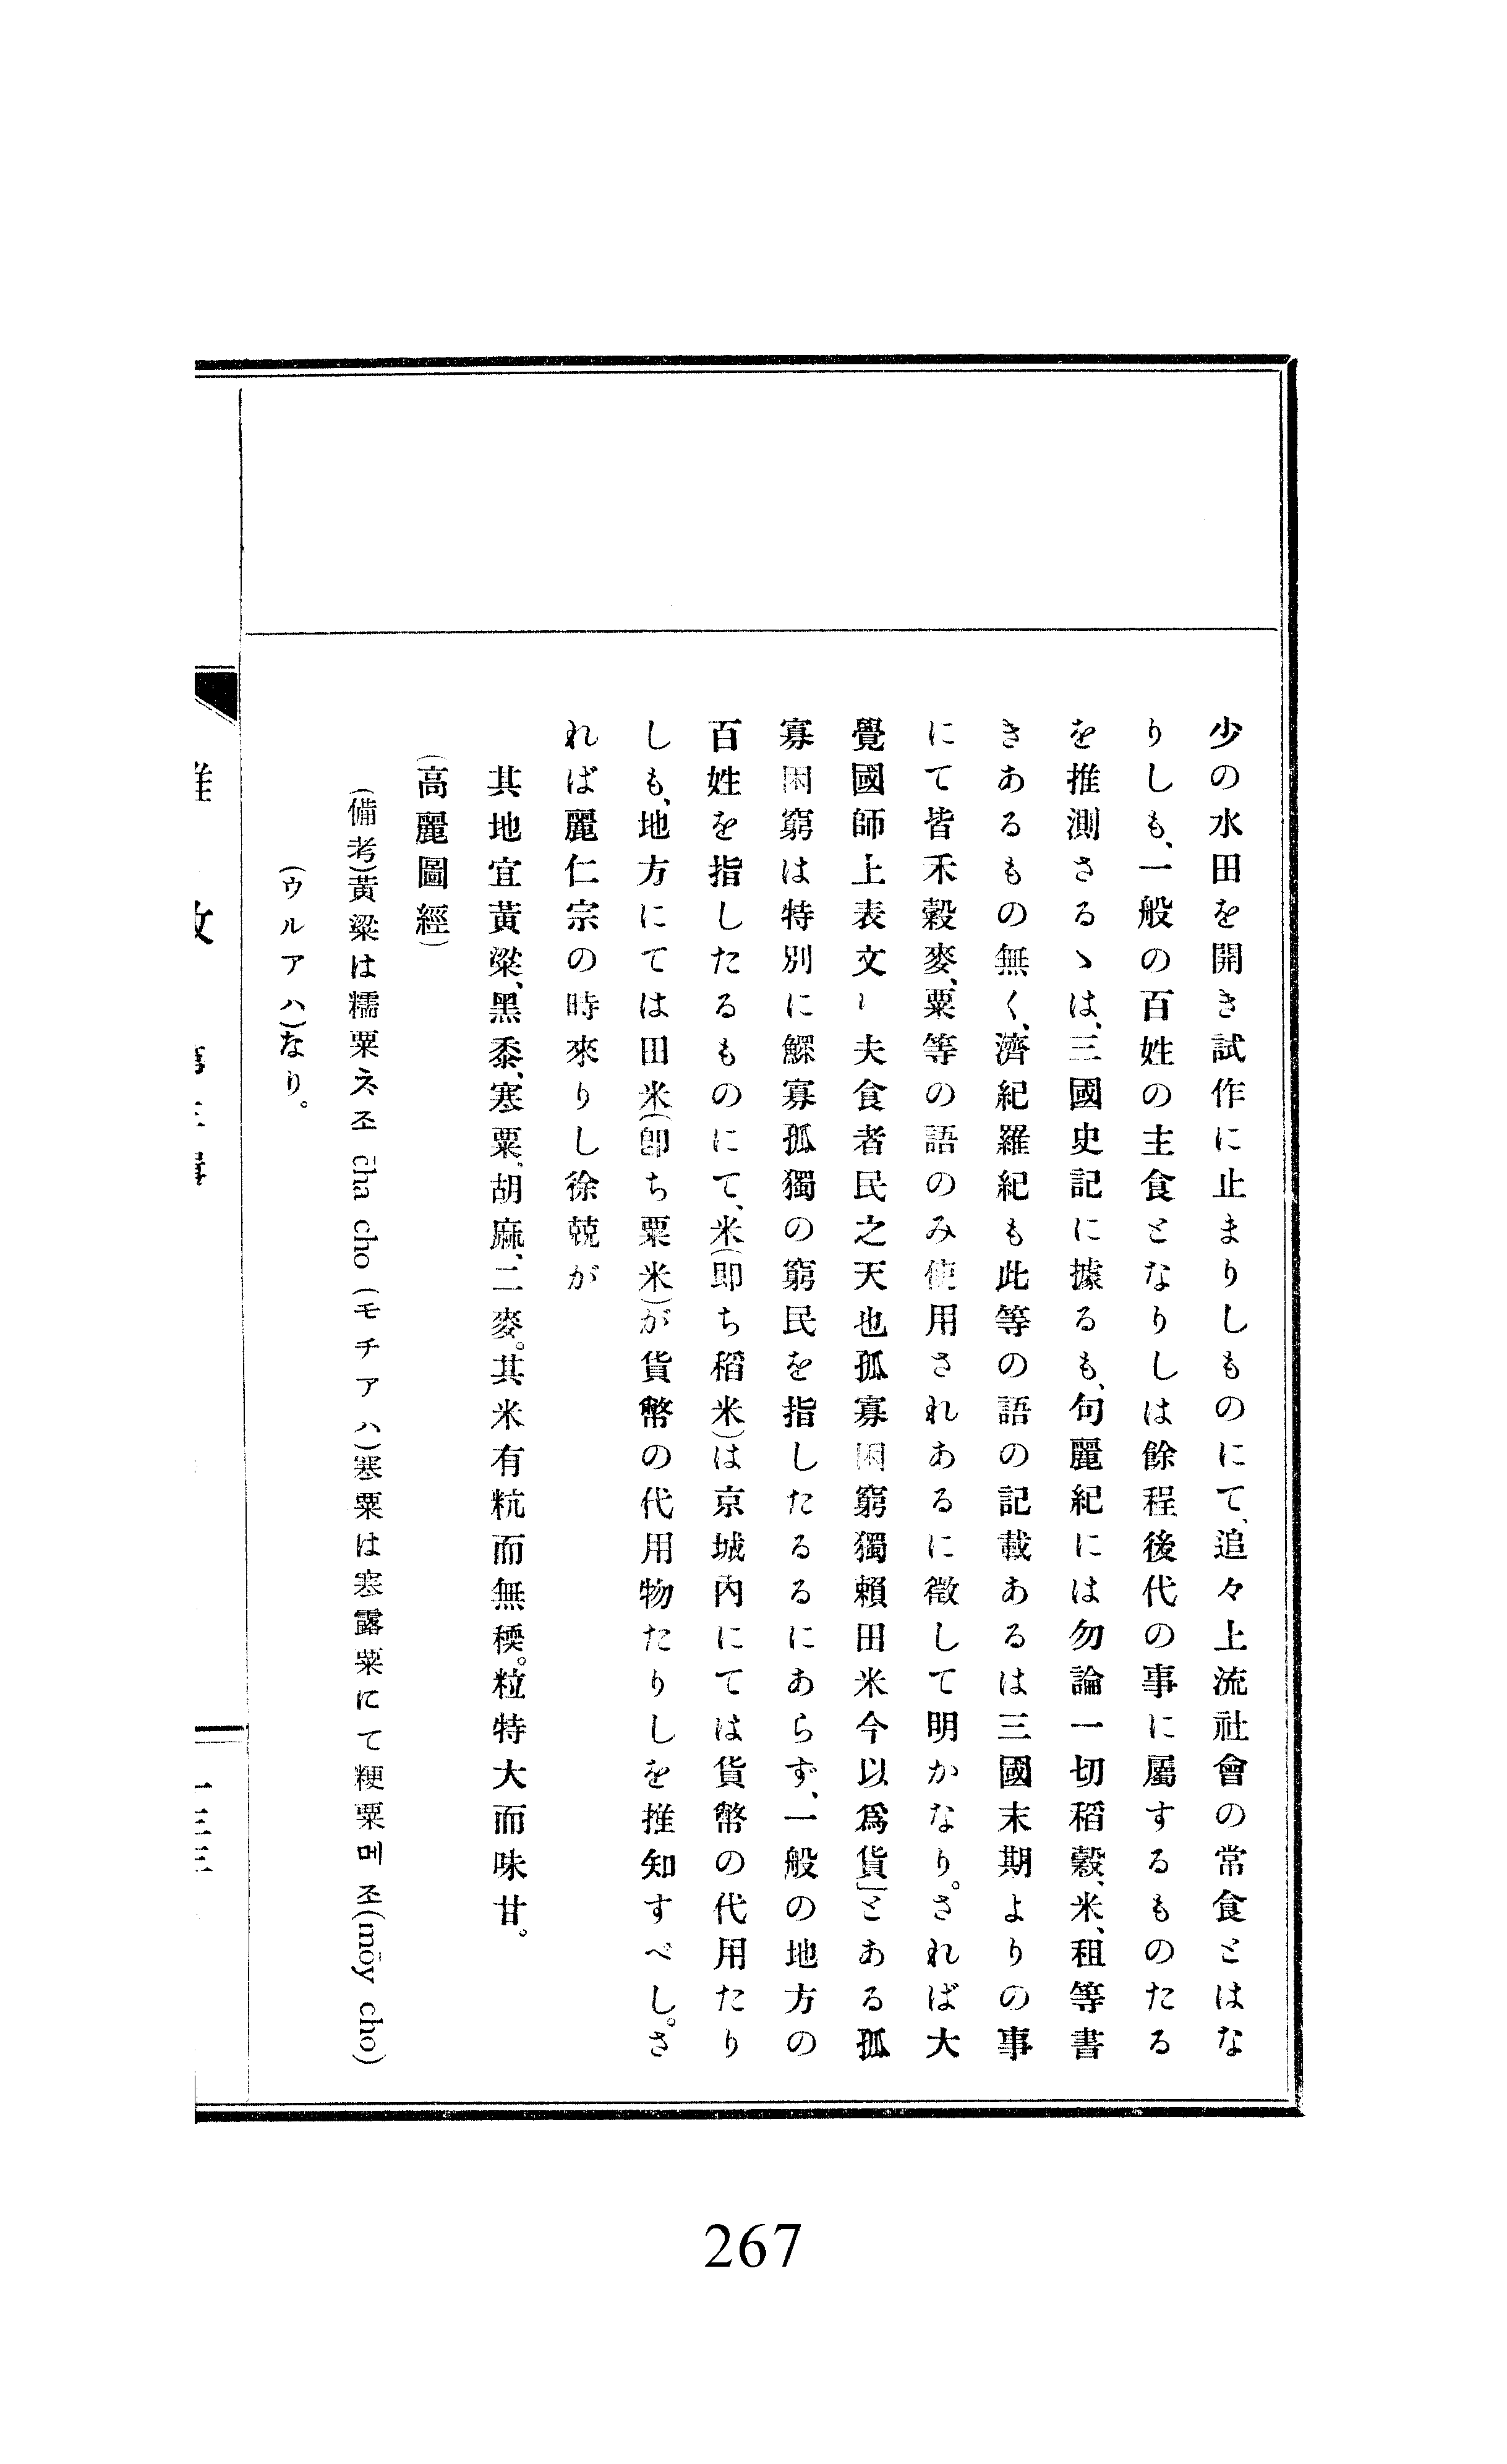 少の水田を開き試作に止まりしものにて、追々上流社會の常食とはな
りしも、一般の百姓の主食となりしは餘程後代の事に屬するものたる
を推測さるゝは、三國史記に據るも、句麗紀には勿論一切稻穀、米、租等書
きあるもの無く、濟紀羅紀も此等の語の記載あるは三國末期よりの事
にて皆禾穀麥、粟等の語のみ使用されあるに徵して明かなり。されば大
覺國師上表文「夫食者民之天也孤寡困窮獨賴田米今以爲貨」とある孤
寡困窮は特別に鰥寡孤獨の窮民を指したるにあらず、一般の地方の
百姓を指したるものにて、米(即ち稻米)は京城內にては貨幣の代用たり
しも、地方にては田米(卽ち粟米)が貨幣の代用物たりしを推知すべし。さ
れば麗仁宗の時來りし徐兢が
其地宜黃粱、黑黍、寒粟、胡麻、二麥。其米有秔而無稬。粒特大而味甘。
(高麗圖經)
(備考)黃粱は糯粟츠조 c̄ha cho (モチアハ)寒粟は寒露粟にて粳粟메조(möy cho)
(ウルアハ)なり。
一三三
267